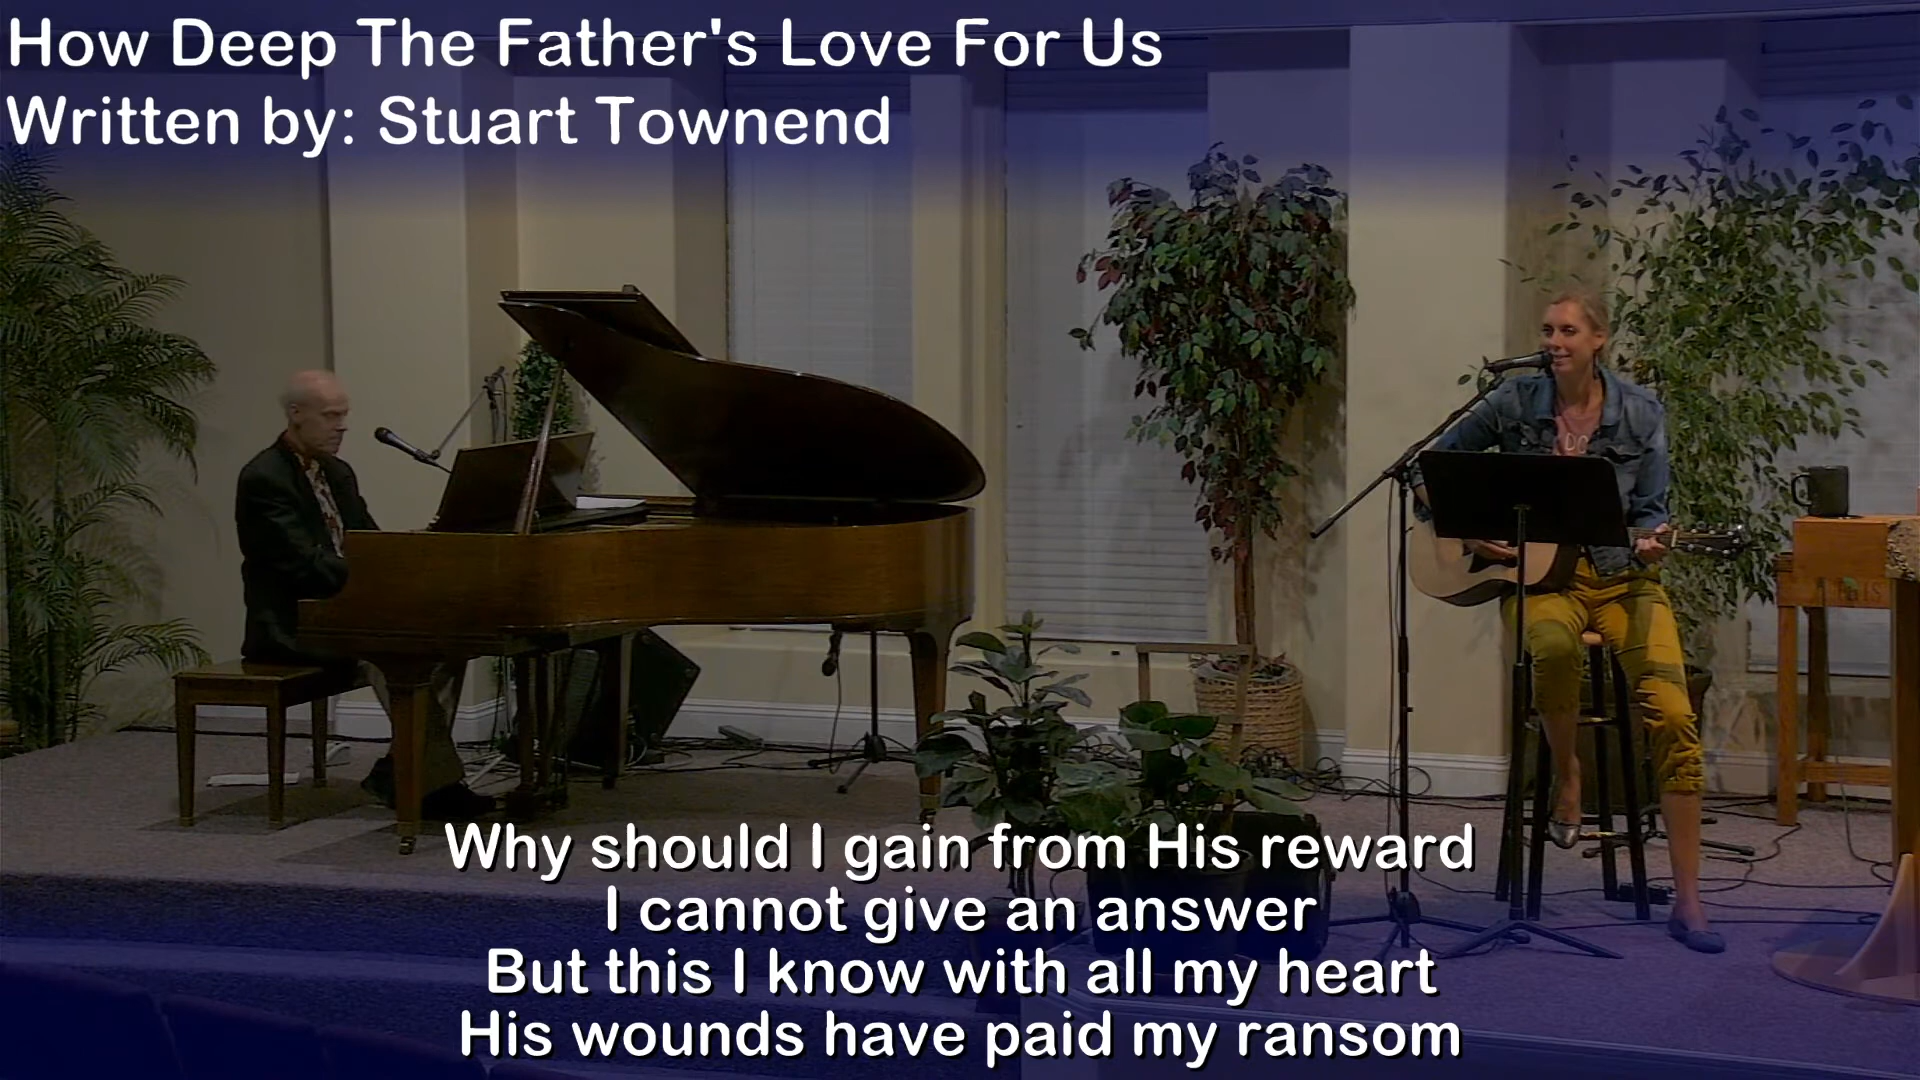 How Deep The Father's Love For Us
Written by: Stuart Townend
Why should I gain from His reward
I cannot give an answer
But this I know with all my heart
His wounds have paid my ransom